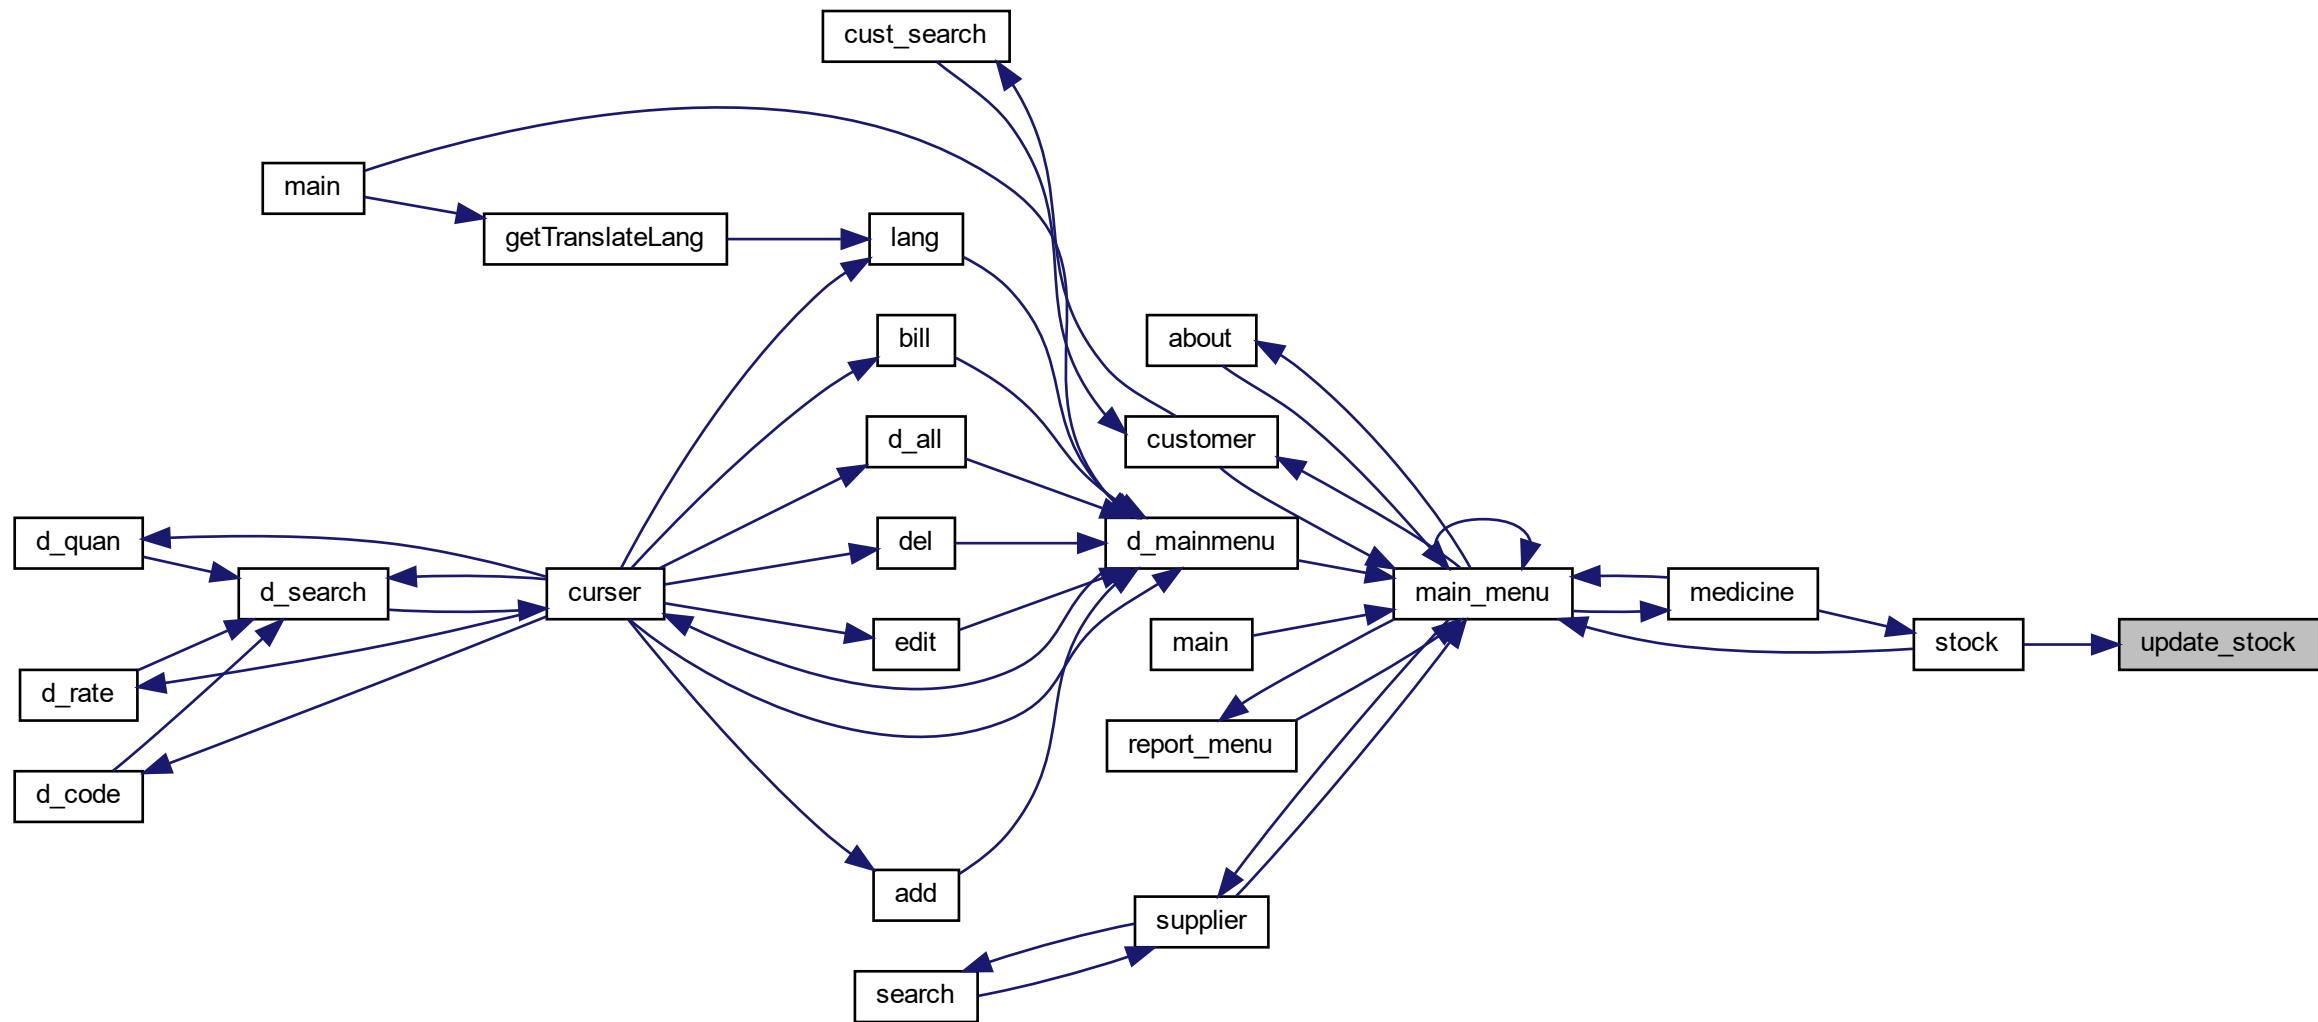 cust_search
main
getTranslateLang
lang
bill
about
d_all
customer
d_quan
d_search
curser
del
d_mainmenu
main_menu
medicine
edit
main
stock
update_stock
d_rate
report_menu
d_code
add
supplier
search